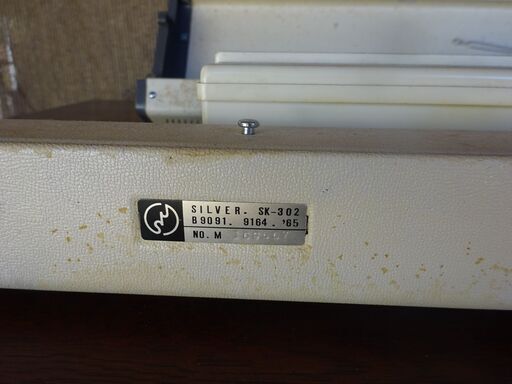 SILVER. SK-302
B9091. 9164. '65
NO. M